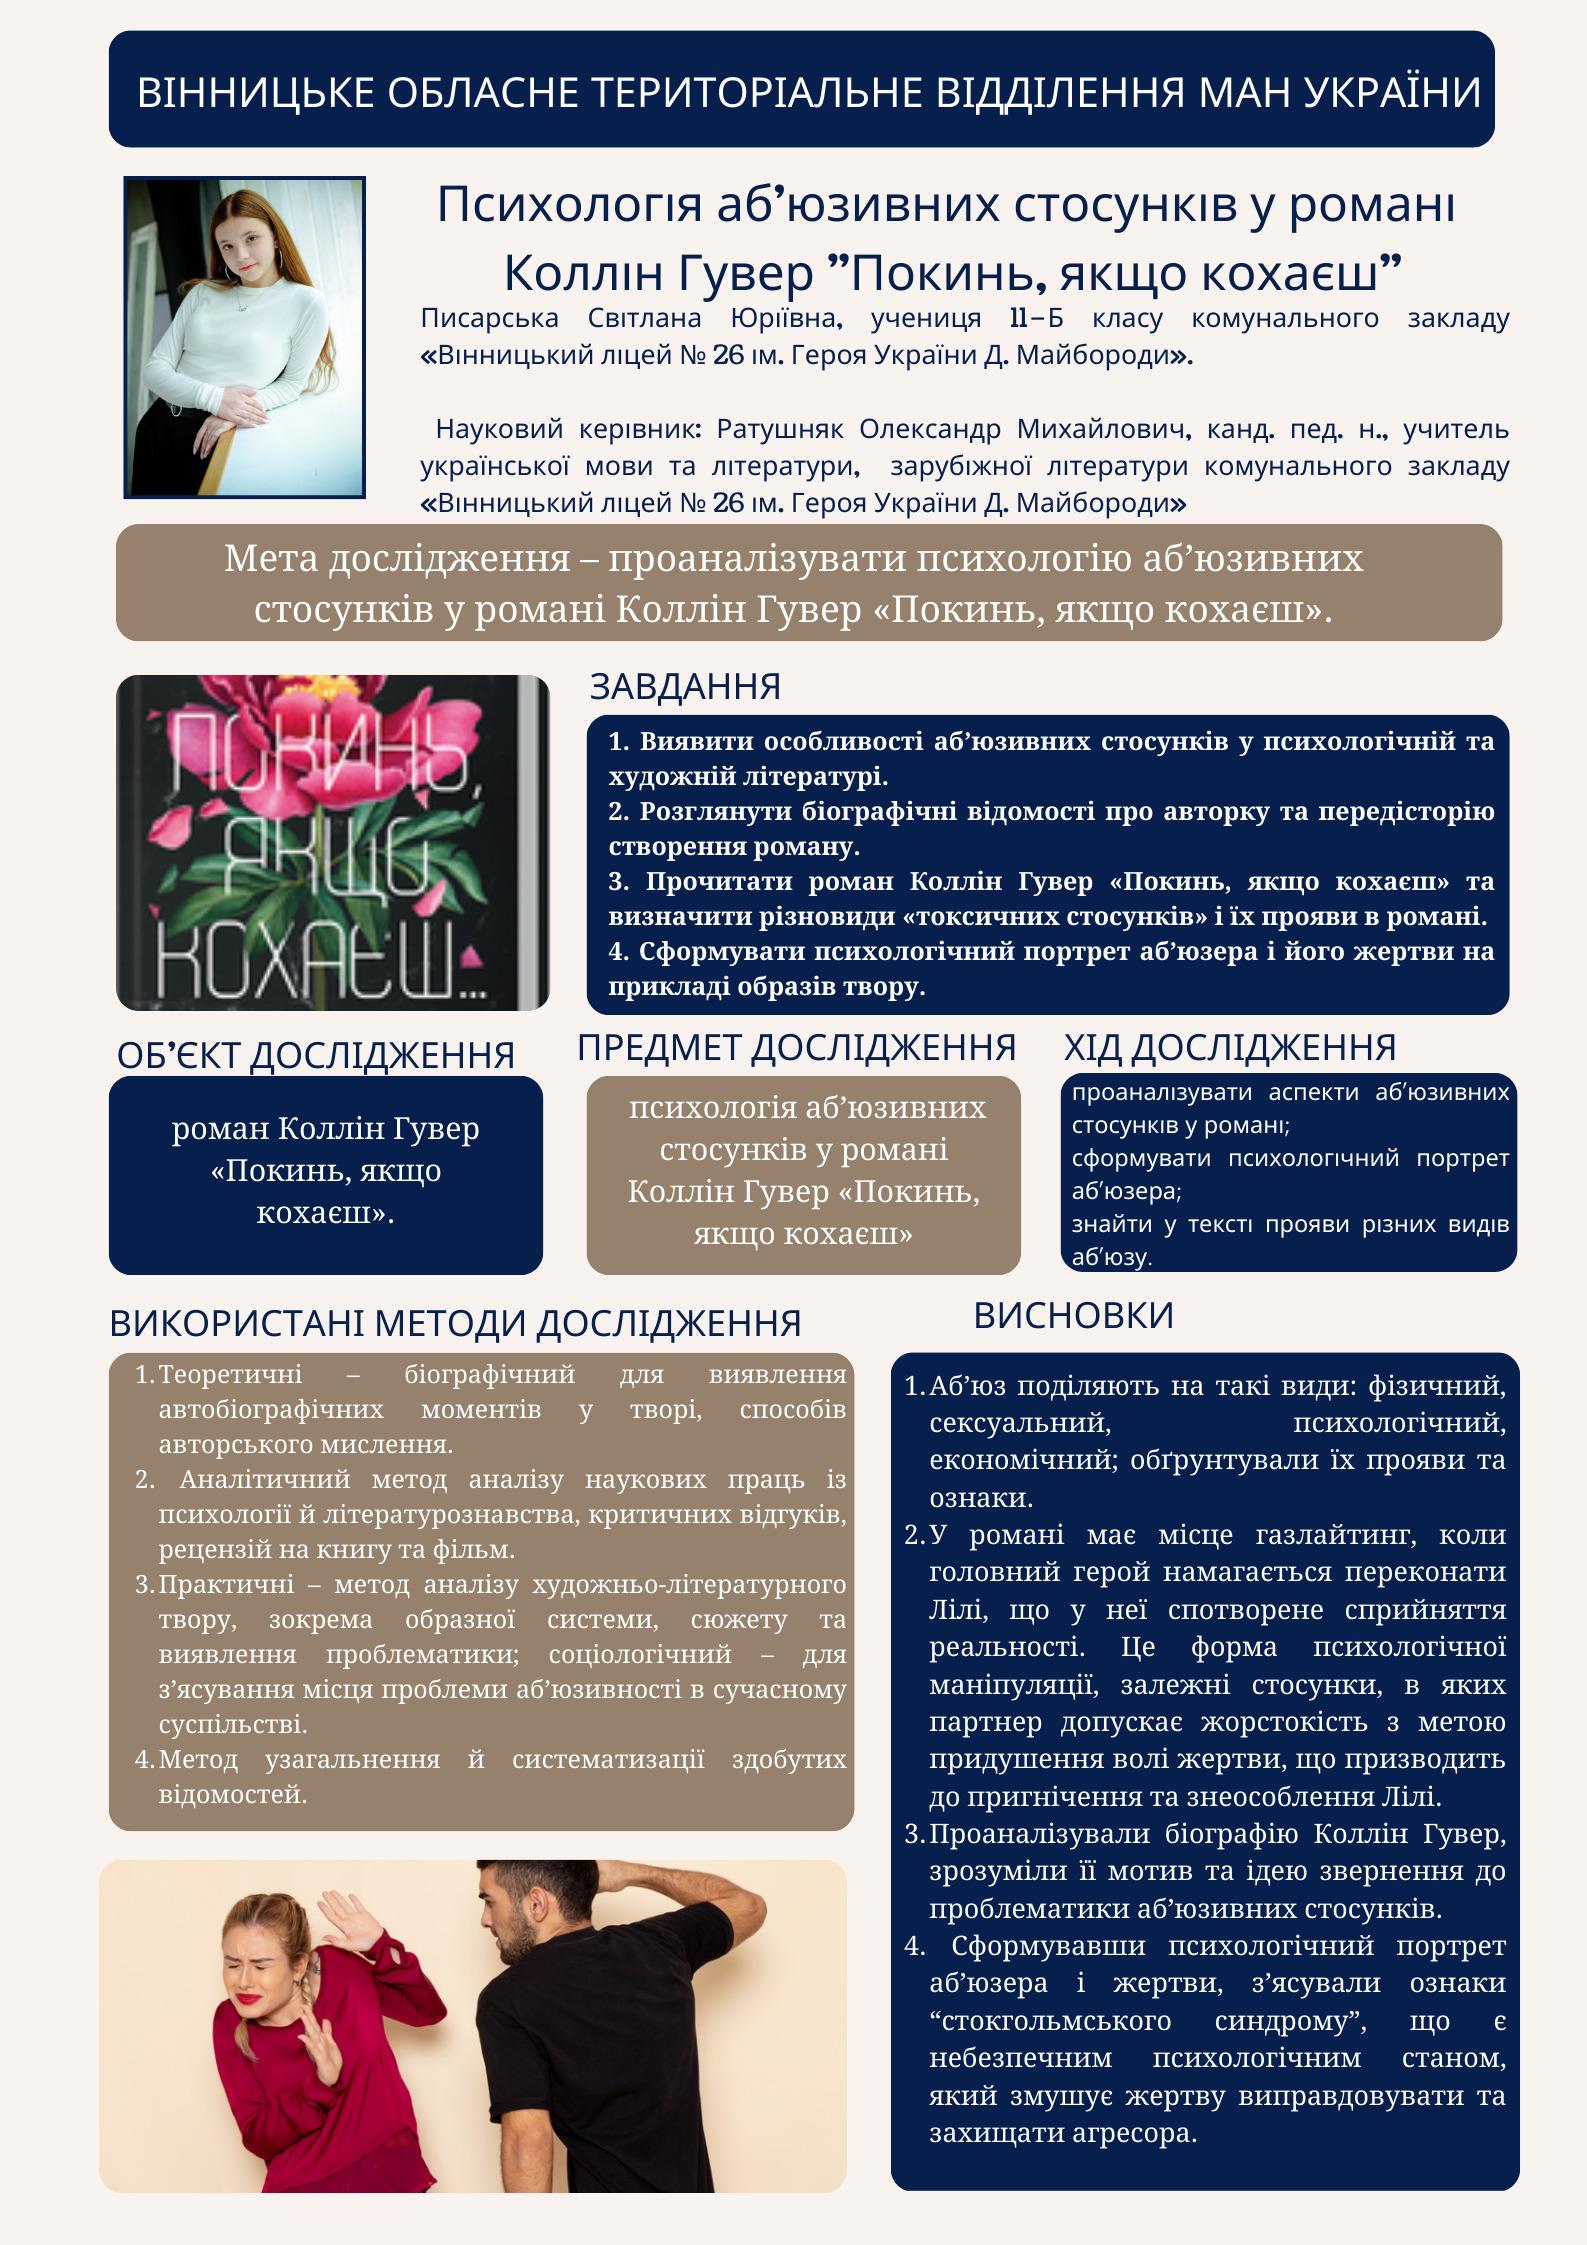 ВІННИЦЬКЕ ОБЛАСНЕ ТЕРИТОРІАЛЬНЕ ВІДДІЛЕННЯ МАН УКРАЇНИ
Психологія аб’юзивних стосунків у романі
Коллін Гувер ”Покинь, якщо кохаєш”
Писарська Світлана Юріївна, учениця 11–Б класу комунального закладу
«Вінницький ліцей № 26 ім. Героя України Д. Майбороди».
Науковий керівник: Ратушняк Олександр Михайлович, канд. пед. н., учитель
української мови та літератури, зарубіжної літератури комунального закладу
«Вінницький ліцей № 26 ім. Героя України Д. Майбороди»
Мета дослідження – проаналізувати психологію аб’юзивних
стосунків у романі Коллін Гувер «Покинь, якщо кохаєш».
ПОКИНЬ,
ЯКЩО
КОХАЄШ...
ЗАВДАННЯ
1. Виявити особливості аб’юзивних стосунків у психологічній та
художній літературі.
2. Розглянути біографічні відомості про авторку та передісторію
створення роману.
3. Прочитати роман Коллін Гувер «Покинь, якщо кохаєш» та
визначити різновиди «токсичних стосунків» і їх прояви в романі.
4. Сформувати психологічний портрет аб’юзера і його жертви на
прикладі образів твору.
ОБ’ЄКТ ДОСЛІДЖЕННЯ
роман Коллін Гувер
«Покинь, якщо
кохаєш».
ПРЕДМЕТ ДОСЛІДЖЕННЯ
психологія аб’юзивних
стосунків у романі
Коллін Гувер «Покинь,
якщо кохаєш»
ХІД ДОСЛІДЖЕННЯ
проаналізувати аспекти аб’юзивних
стосунків у романі;
сформувати психологічний портрет
аб’юзера;
знайти у тексті прояви різних видів
аб’юзу.
ВИКОРИСТАНІ МЕТОДИ ДОСЛІДЖЕННЯ
1. Теоретичні – біографічний для виявлення
автобіографічних моментів у творі, способів
авторського мислення.
2. Аналітичний метод аналізу наукових праць із
психології й літературознавства, критичних відгуків,
рецензій на книгу та фільм.
3. Практичні – метод аналізу художньо-літературного
твору, зокрема образної системи, сюжету та
виявлення проблематики; соціологічний – для
з’ясування місця проблеми аб’юзивності в сучасному
суспільстві.
4. Метод узагальнення й систематизації здобутих
відомостей.
ВИСНОВКИ
1. Аб’юз поділяють на такі види: фізичний,
сексуальний, психологічний,
економічний; обґрунтували їх прояви та
ознаки.
2. У романі має місце газлайтинг, коли
головний герой намагається переконати
Лілі, що у неї спотворене сприйняття
реальності. Це форма психологічної
маніпуляції, залежні стосунки, в яких
партнер допускає жорстокість з метою
придушення волі жертви, що призводить
до пригнічення та знеособлення Лілі.
3. Проаналізували біографію Коллін Гувер,
зрозуміли її мотив та ідею звернення до
проблематики аб’юзивних стосунків.
4. Сформувавши психологічний портрет
аб’юзера і жертви, з’ясували ознаки
“стокгольмського синдрому”, що є
небезпечним психологічним станом,
який змушує жертву виправдовувати та
захищати агресора.